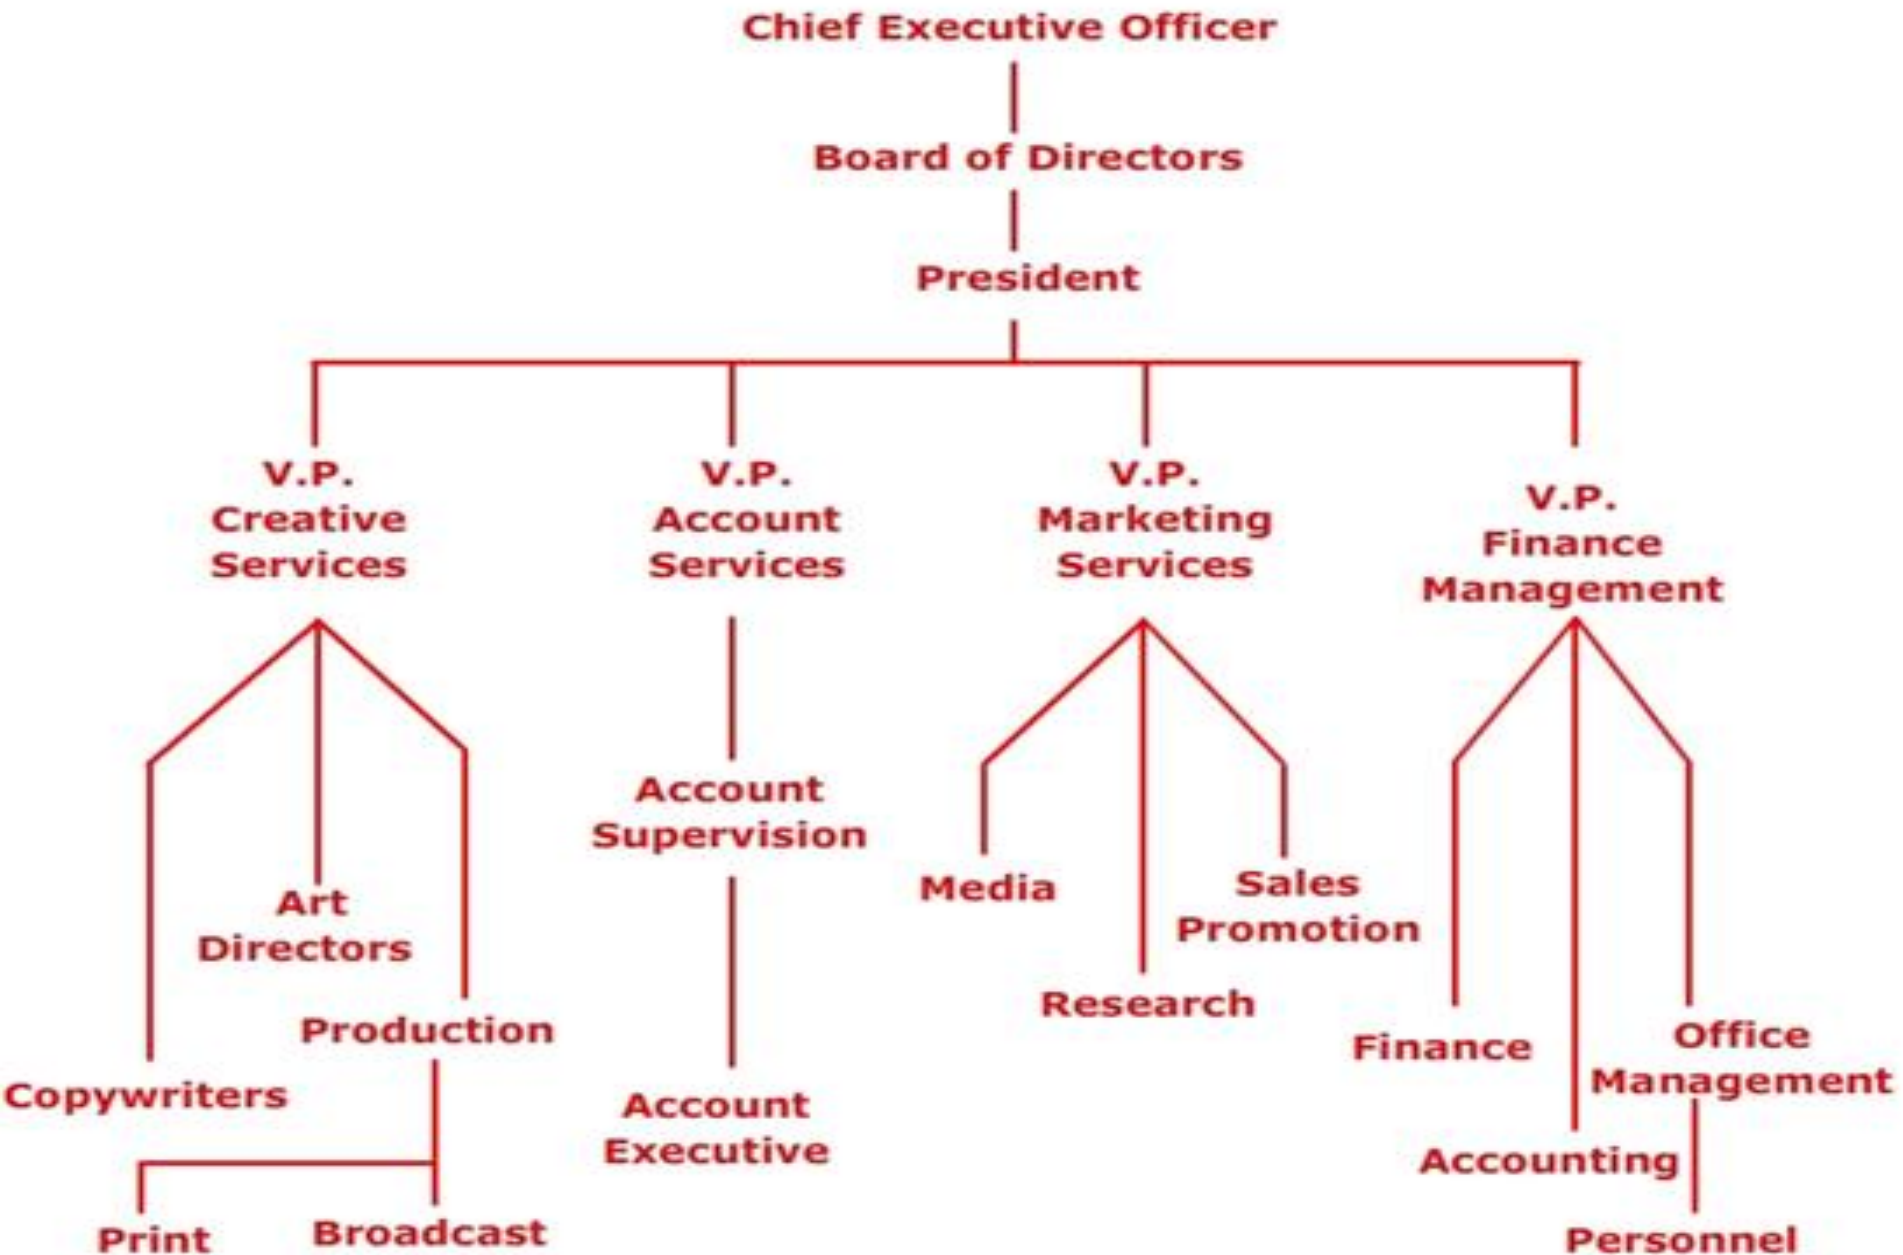 Chief Executive Officer
Board of Directors
President
V.P.
Creative
Services
V.P.
Account
Services
V.P.
Marketing
Services
V.P.
Finance
Management
Copywriters
Art
Directors
Production
Print
Broadcast
Account
Supervision
Account
Executive
Media
Research
Sales
Promotion
Finance
Accounting
Office
Management
Personnel